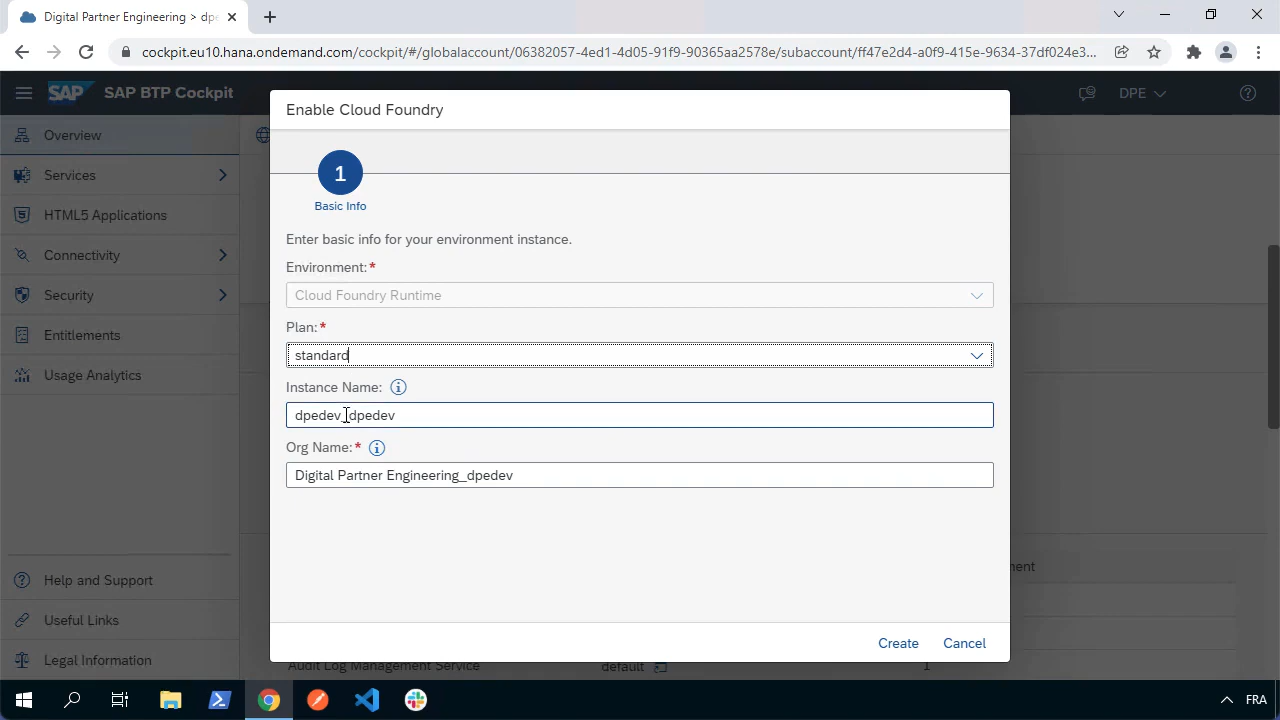 Digital Partner Engineering > dpe
cockpit.eu10.hana.ondemand.com/cockpit/#/globalaccount/06382057-4ed1-4d05-91f9-90365aa2578e/subaccount/ff47e2d4-a0f9-415e-9634-37df024e3...
SAP SAP BTP Cockpit
DPE
Overview
Services
HTML5 Applications
Connectivity
Security
Entitlements
Usage Analytics
Help and Support
Useful Links
Legal Information
Enable Cloud Foundry
1
Basic Info
Enter basic info for your environment instance.
Environment:*
Cloud Foundry Runtime
Plan:*
standard
Instance Name:
dpedev_dpedev
Org Name:*
Digital Partner Engineering_dpedev
Create Cancel
ment
Audit Log Management Service default 1
FRA